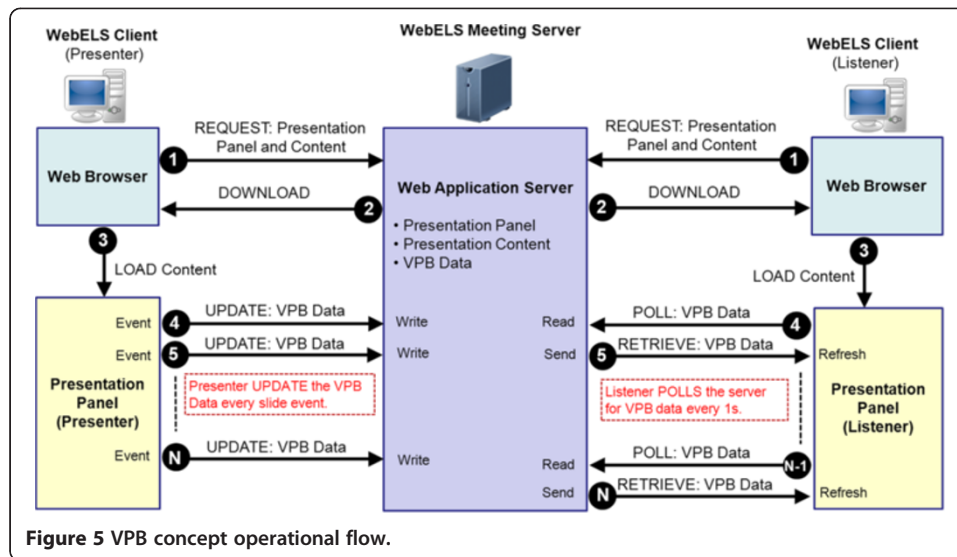 WebELS Client
(Presenter)
WebELS Meeting Server
WebELS Client
(Listener)
REQUEST: Presentation
Panel and Content
1
Web Browser
DOWNLOAD
2
3
LOAD Content
Web Application Server
• Presentation Panel
• Presentation Content
• VPB Data
REQUEST: Presentation
Panel and Content
1
Web Browser
DOWNLOAD
2
3
LOAD Content
Event
4
UPDATE: VPB Data
Write
Event
5
UPDATE: VPB Data
Write
Presentation
Panel
(Presenter)
Presenter UPDATE the VPB
Data every slide event.
Event
N
UPDATE: VPB Data
Write
Read
POLL: VPB Data
4
Send
5
RETRIEVE: VPB Data
Refresh
Listener POLLS the server
for VPB data every 1s.
Presentation
Panel
(Listener)
Read
POLL: VPB Data
N-1
Send
N
RETRIEVE: VPB Data
Refresh
Figure 5 VPB concept operational flow.